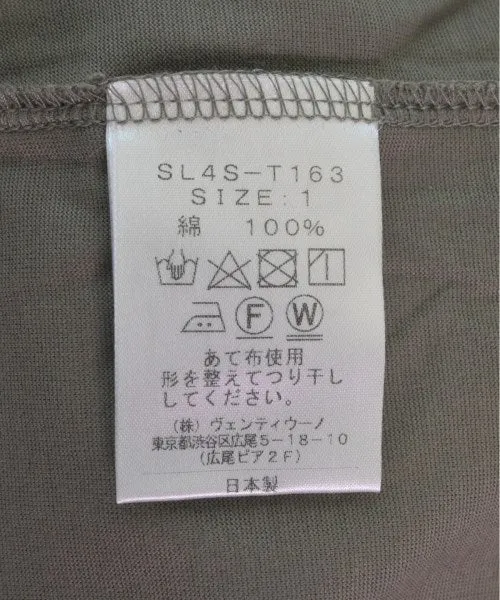 SL4S-T163
SIZE:1
綿 100%
F W
あて布使用
形を整えてつり干し
してください。
(株)ヴェンティウーノ
東京都渋谷区広尾5-18-10
(広尾ピア2F)
日本製